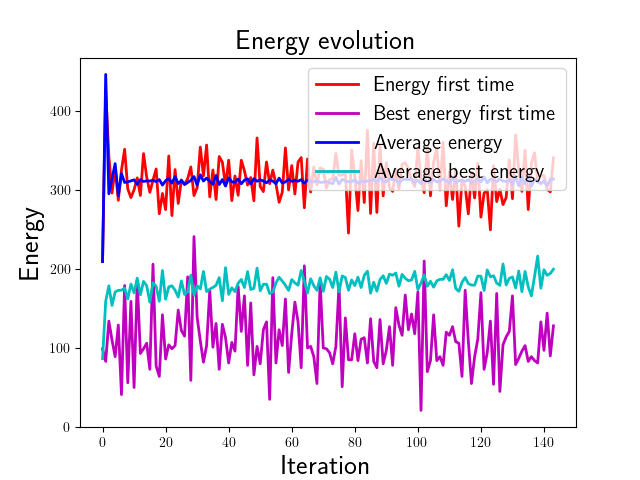 Energy evolution
Energy first time
Best energy first time
Average energy
Average best energy
Energy
400
300
200
100
0
0 20 40 60 80 100 120 140
Iteration